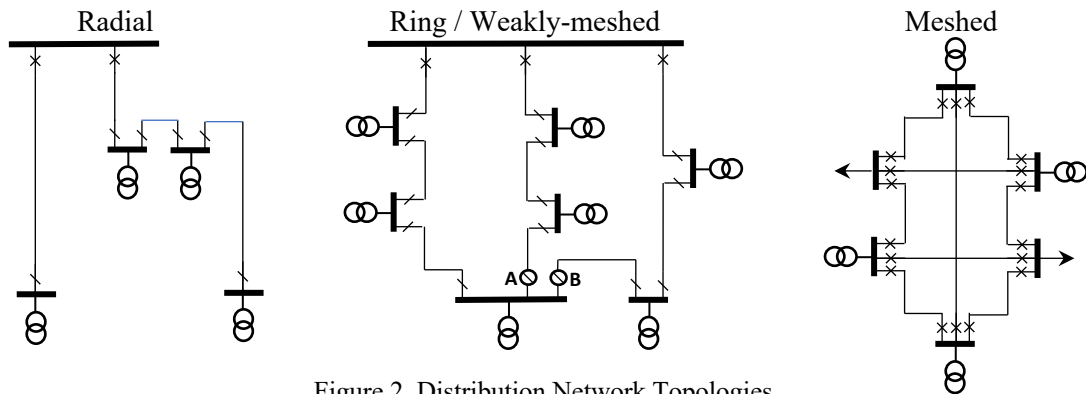 Radial
Ring / Weakly-meshed
Meshed
A
B
Figure 2. Distribution Network Topologies